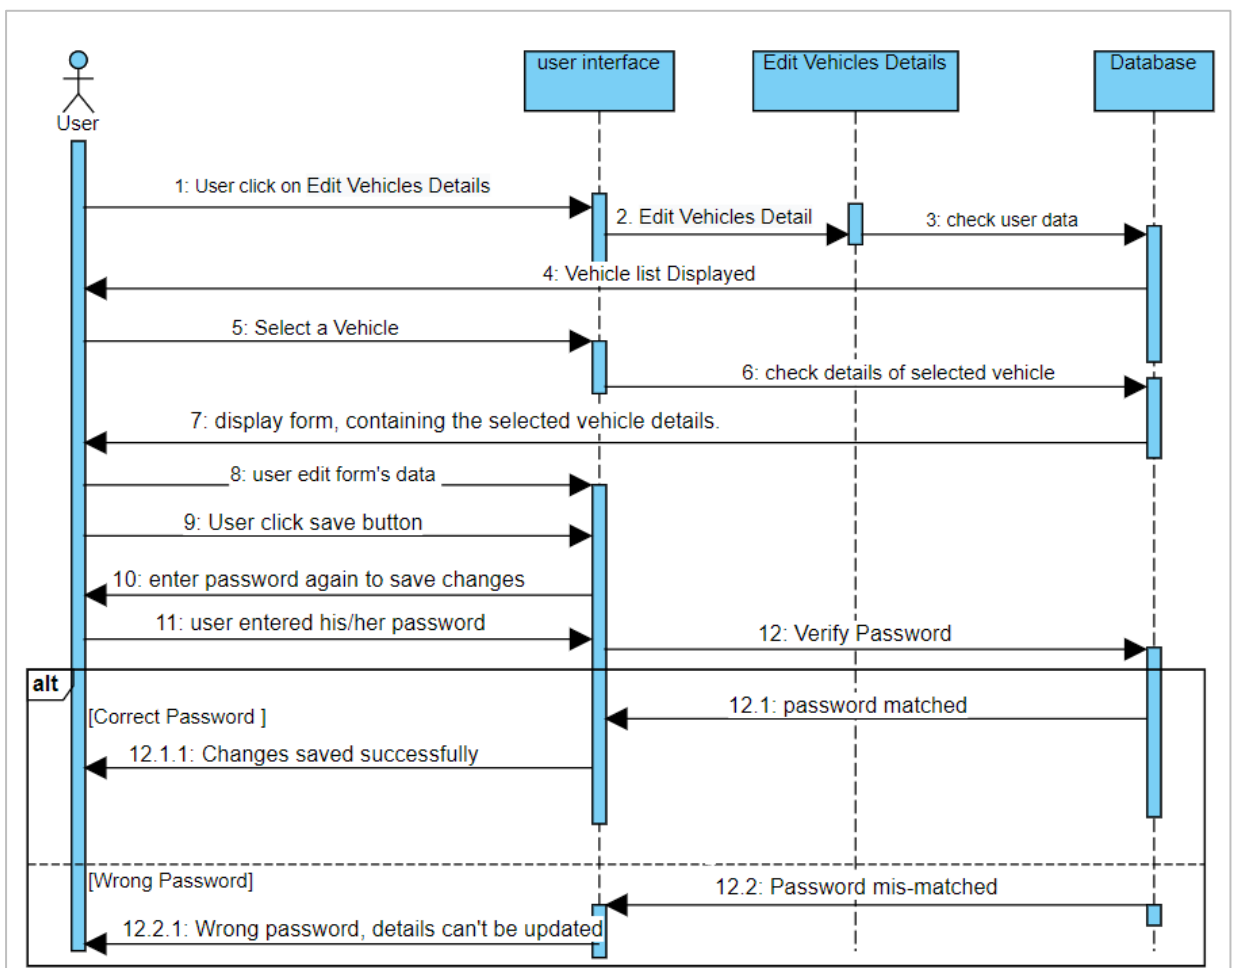 user interface
Edit Vehicles Details
Database
User
1: User click on Edit Vehicles Details
2. Edit Vehicles Detail
3: check user data
4: Vehicle list Displayed
5: Select a Vehicle
6: check details of selected vehicle
7: display form, containing the selected vehicle details.
8: user edit form's data
9: User click save button
10: enter password again to save changes
11: user entered his/her password
12: Verify Password
alt
[Correct Password ]
12.1: password matched
12.1.1: Changes saved successfully
[Wrong Password]
12.2: Password mis-matched
12.2.1: Wrong password, details can't be updated